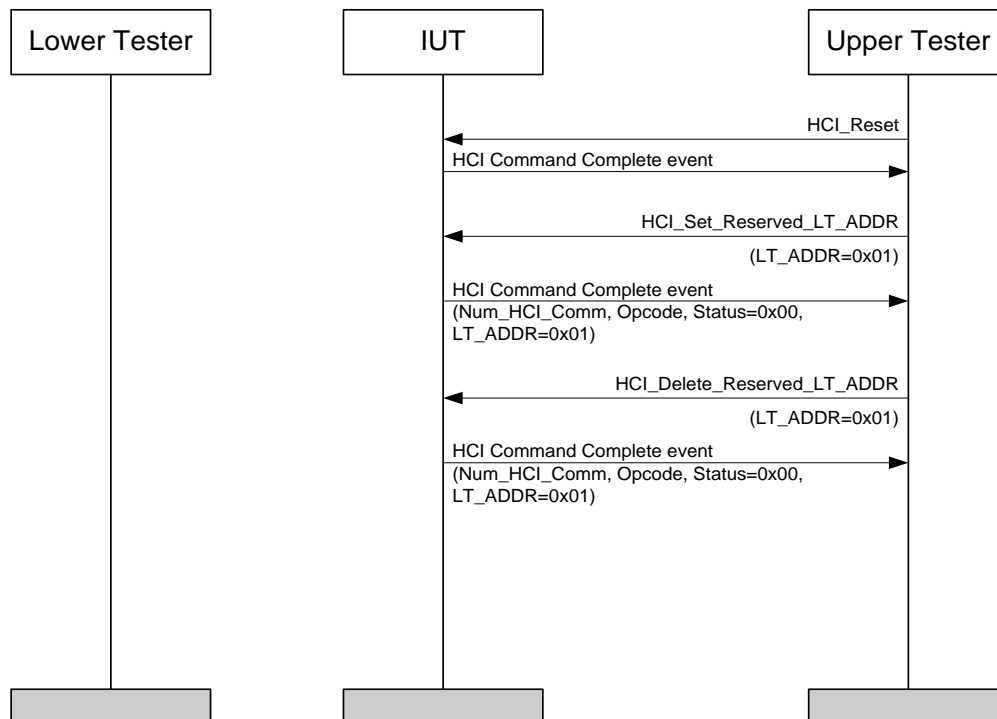 Lower Tester
IUT
Upper Tester
HCI_Reset
HCI Command Complete event
HCI_Set_Reserved_LT_ADDR
(LT_ADDR=0x01)
HCI Command Complete event
(Num_HCI_Comm, Opcode, Status=0x00,
LT_ADDR=0x01)
HCI_Delete_Reserved_LT_ADDR
(LT_ADDR=0x01)
HCI Command Complete event
(Num_HCI_Comm, Opcode, Status=0x00,
LT_ADDR=0x01)